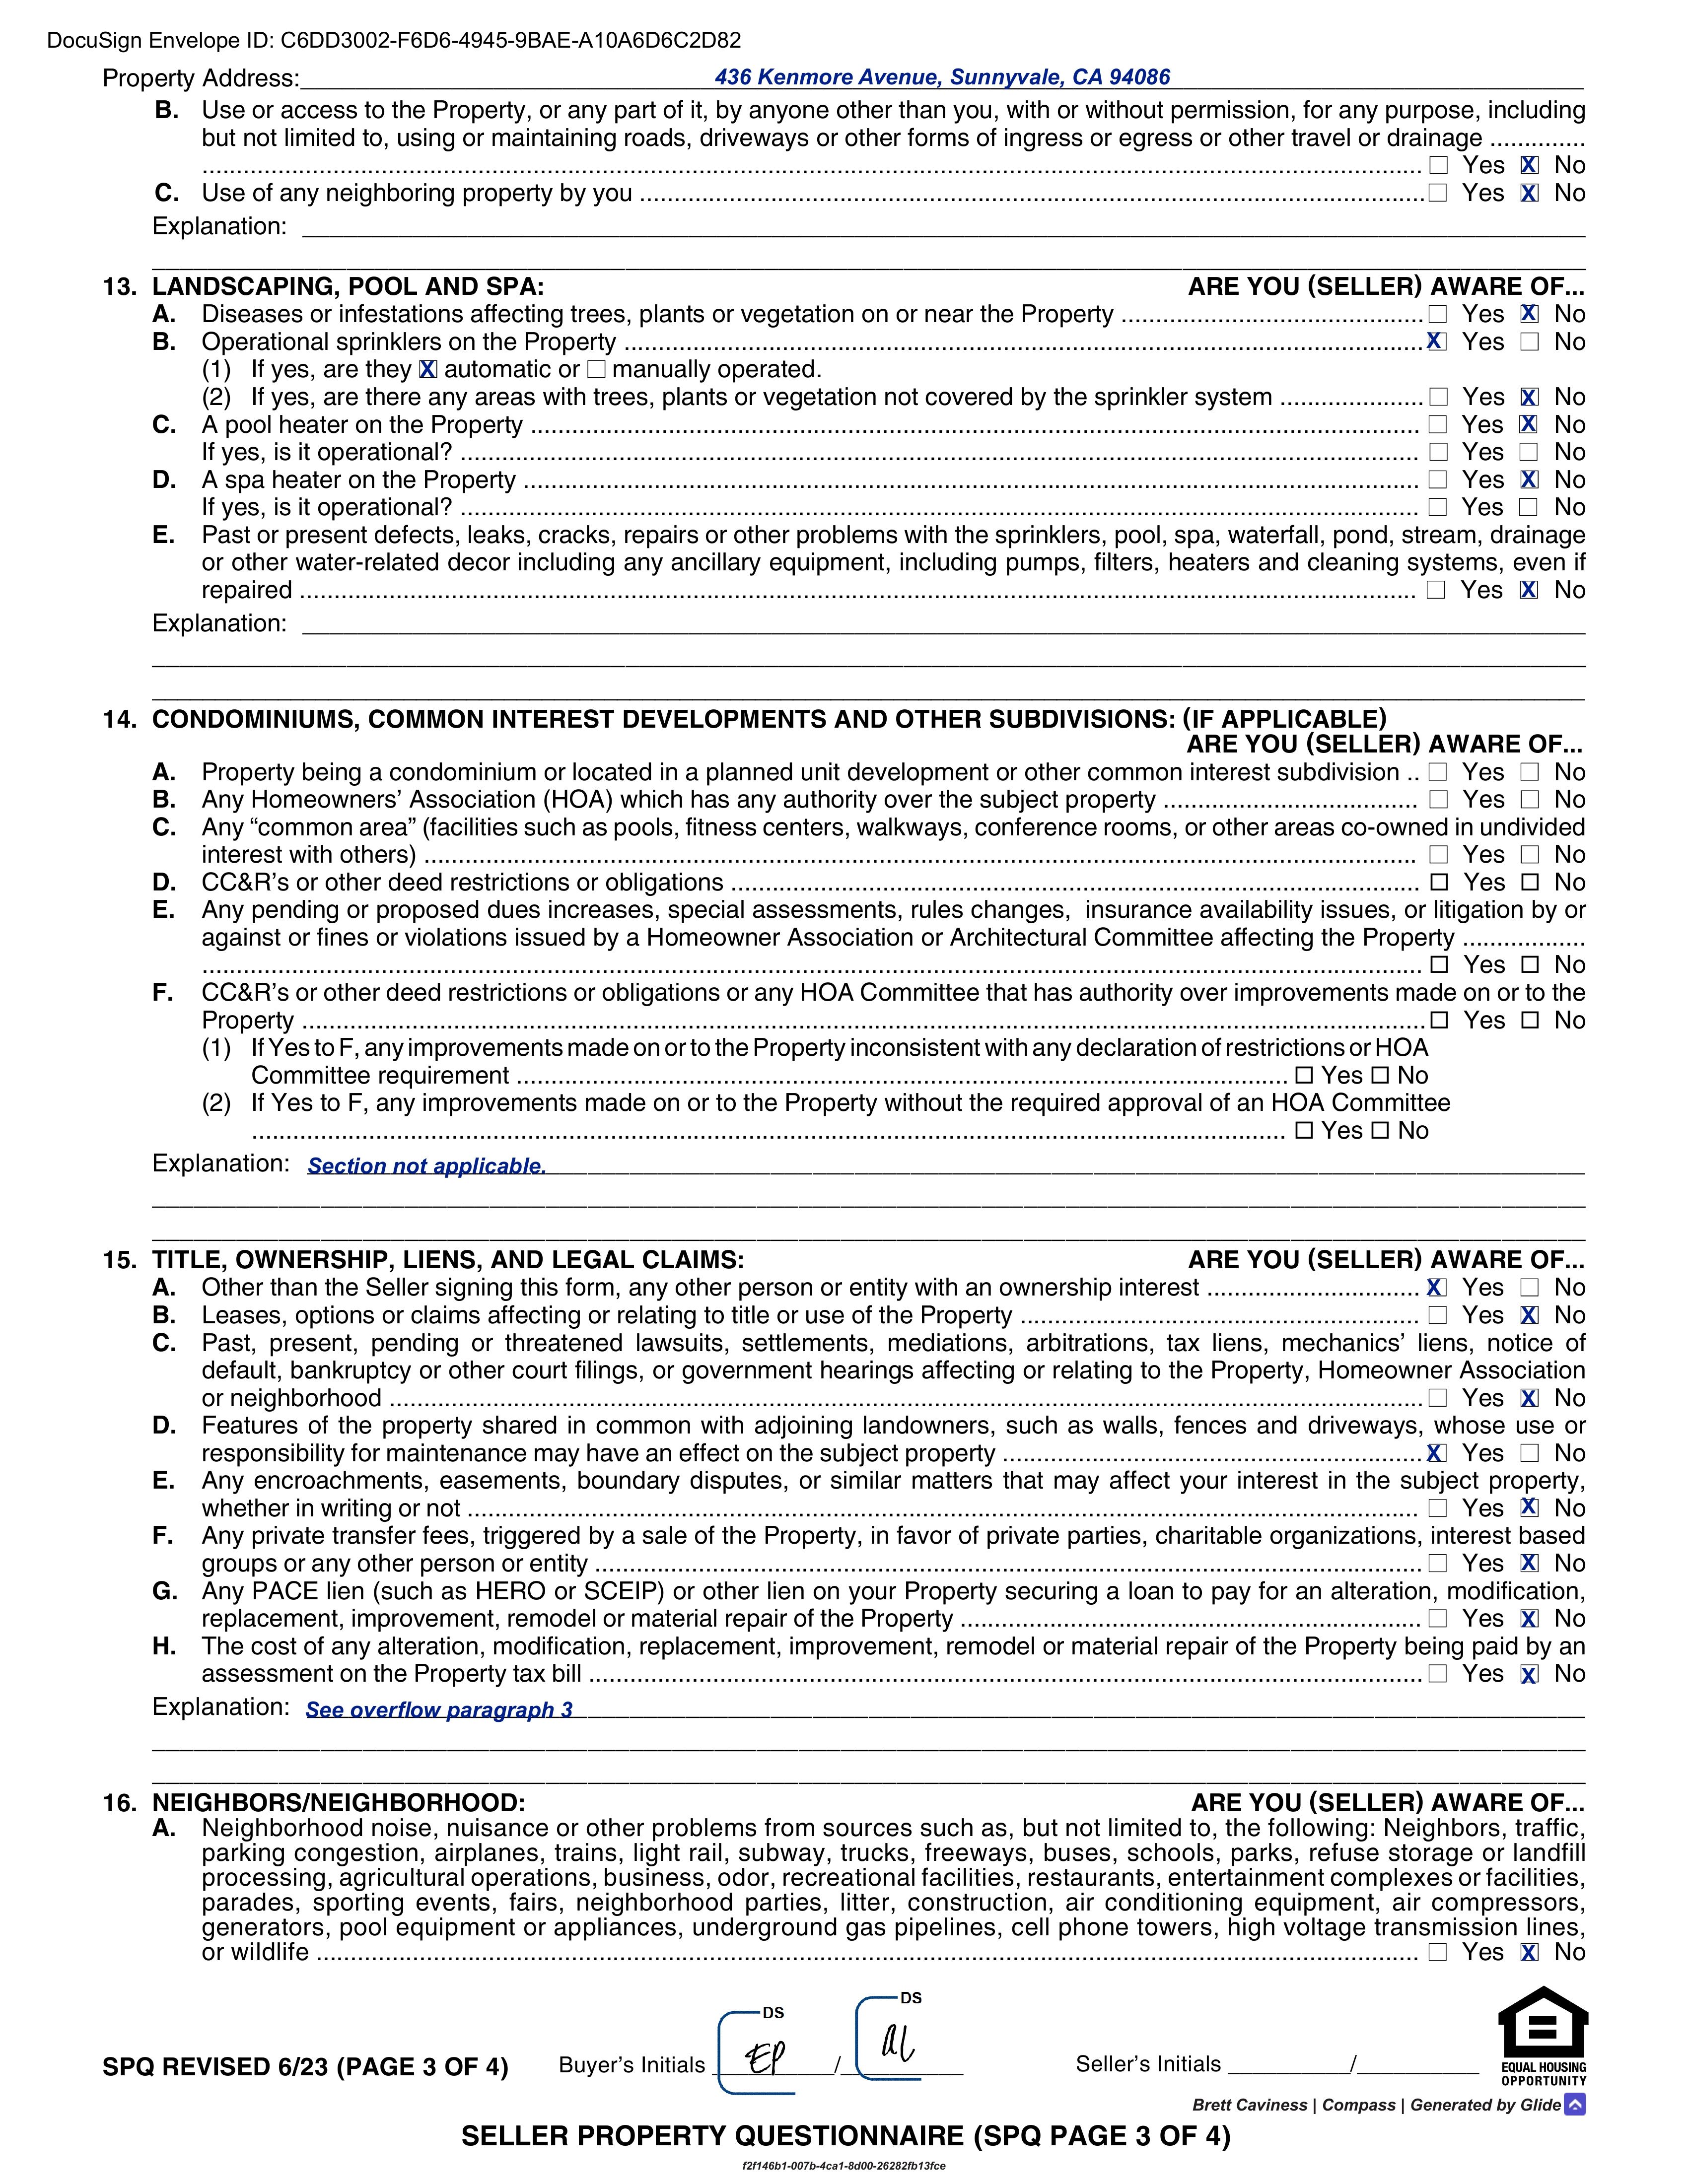 DocuSign Envelope ID: C6DD3002-F6D6-4945-9BAE-A10A6D6C2D82
Property Address: 436 Kenmore Avenue, Sunnyvale, CA 94086
B. Use or access to the Property, or any part of it, by anyone other than you, with or without permission, for any purpose, including
but not limited to, using or maintaining roads, driveways or other forms of ingress or egress or other travel or drainage .............
.......... ☐ Yes ☒ No
C. Use of any neighboring property by you .......... ☐ Yes ☒ No
Explanation:
13. LANDSCAPING, POOL AND SPA: ARE YOU (SELLER) AWARE OF...
A. Diseases or infestations affecting trees, plants or vegetation on or near the Property .......... ☐ Yes ☒ No
B. Operational sprinklers on the Property .......... ☒ Yes ☐ No
(1) If yes, are they ☒ automatic or ☐ manually operated.
(2) If yes, are there any areas with trees, plants or vegetation not covered by the sprinkler system .......... ☐ Yes ☒ No
C. A pool heater on the Property .......... ☐ Yes ☒ No
If yes, is it operational? .......... ☐ Yes ☐ No
D. A spa heater on the Property .......... ☐ Yes ☒ No
If yes, is it operational? .......... ☐ Yes ☐ No
E. Past or present defects, leaks, cracks, repairs or other problems with the sprinklers, pool, spa, waterfall, pond, stream, drainage
or other water-related decor including any ancillary equipment, including pumps, filters, heaters and cleaning systems, even if
repaired .......... ☐ Yes ☒ No
Explanation:
14. CONDOMINIUMS, COMMON INTEREST DEVELOPMENTS AND OTHER SUBDIVISIONS: (IF APPLICABLE)
ARE YOU (SELLER) AWARE OF...
A. Property being a condominium or located in a planned unit development or other common interest subdivision .. ☐ Yes ☐ No
B. Any Homeowners’ Association (HOA) which has any authority over the subject property .......... ☐ Yes ☐ No
C. Any “common area” (facilities such as pools, fitness centers, walkways, conference rooms, or other areas co-owned in undivided
interest with others) .......... ☐ Yes ☐ No
D. CC&R’s or other deed restrictions or obligations .......... ☐ Yes ☐ No
E. Any pending or proposed dues increases, special assessments, rules changes, insurance availability issues, or litigation by or
against or fines or violations issued by a Homeowner Association or Architectural Committee affecting the Property ..........
.......... ☐ Yes ☐ No
F. CC&R’s or other deed restrictions or obligations or any HOA Committee that has authority over improvements made on or to the
Property .......... ☐ Yes ☐ No
(1) If Yes to F, any improvements made on or to the Property inconsistent with any declaration of restrictions or HOA
Committee requirement .......... ☐ Yes ☐ No
(2) If Yes to F, any improvements made on or to the Property without the required approval of an HOA Committee
.......... ☐ Yes ☐ No
Explanation: Section not applicable.
15. TITLE, OWNERSHIP, LIENS, AND LEGAL CLAIMS: ARE YOU (SELLER) AWARE OF...
A. Other than the Seller signing this form, any other person or entity with an ownership interest .......... ☒ Yes ☐ No
B. Leases, options or claims affecting or relating to title or use of the Property .......... ☐ Yes ☒ No
C. Past, present, pending or threatened lawsuits, settlements, mediations, arbitrations, tax liens, mechanics’ liens, notice of
default, bankruptcy or other court filings, or government hearings affecting or relating to the Property, Homeowner Association
or neighborhood .......... ☐ Yes ☒ No
D. Features of the property shared in common with adjoining landowners, such as walls, fences and driveways, whose use or
responsibility for maintenance may have an effect on the subject property .......... ☒ Yes ☐ No
E. Any encroachments, easements, boundary disputes, or similar matters that may affect your interest in the subject property,
whether in writing or not .......... ☐ Yes ☒ No
F. Any private transfer fees, triggered by a sale of the Property, in favor of private parties, charitable organizations, interest based
groups or any other person or entity .......... ☐ Yes ☒ No
G. Any PACE lien (such as HERO or SCEIP) or other lien on your Property securing a loan to pay for an alteration, modification,
replacement, improvement, remodel or material repair of the Property .......... ☐ Yes ☒ No
H. The cost of any alteration, modification, replacement, improvement, remodel or material repair of the Property being paid by an
assessment on the Property tax bill .......... ☐ Yes ☒ No
Explanation: See overflow paragraph 3
16. NEIGHBORS/NEIGHBORHOOD: ARE YOU (SELLER) AWARE OF...
A. Neighborhood noise, nuisance or other problems from sources such as, but not limited to, the following: Neighbors, traffic,
parking congestion, airplanes, trains, light rail, subway, trucks, freeways, buses, schools, parks, refuse storage or landfill
processing, agricultural operations, business, odor, recreational facilities, restaurants, entertainment complexes or facilities,
parades, sporting events, fairs, neighborhood parties, litter, construction, air conditioning equipment, air compressors,
generators, pool equipment or appliances, underground gas pipelines, cell phone towers, high voltage transmission lines,
or wildlife .......... ☐ Yes ☒ No
DS DS
SPQ REVISED 6/23 (PAGE 3 OF 4) Buyer’s Initials EP / al Seller’s Initials ________/________
EQUAL HOUSING
OPPORTUNITY
Brett Caviness | Compass | Generated by Glide
SELLER PROPERTY QUESTIONNAIRE (SPQ PAGE 3 OF 4)
f2f146b1-007b-4ca1-8d00-26282fb13fce